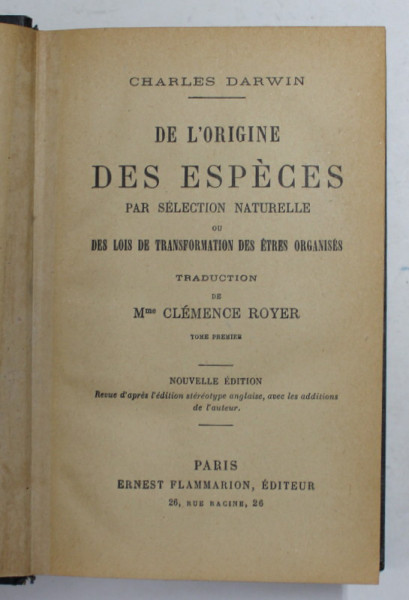 CHARLES DARWIN
DE L'ORIGINE
DES ESPÈCES
PAR SÉLECTION NATURELLE
OU
DES LOIS DE TRANSFORMATION DES ÊTRES ORGANISÉS
TRADUCTION
DE
Mme CLÉMENCE ROYER
TOME PREMIER
NOUVELLE ÉDITION
Revue d'après l'édition stéréotype anglaise, avec les additions
de l'auteur.
PARIS
ERNEST FLAMMARION, ÉDITEUR
26, RUE RACINE, 26